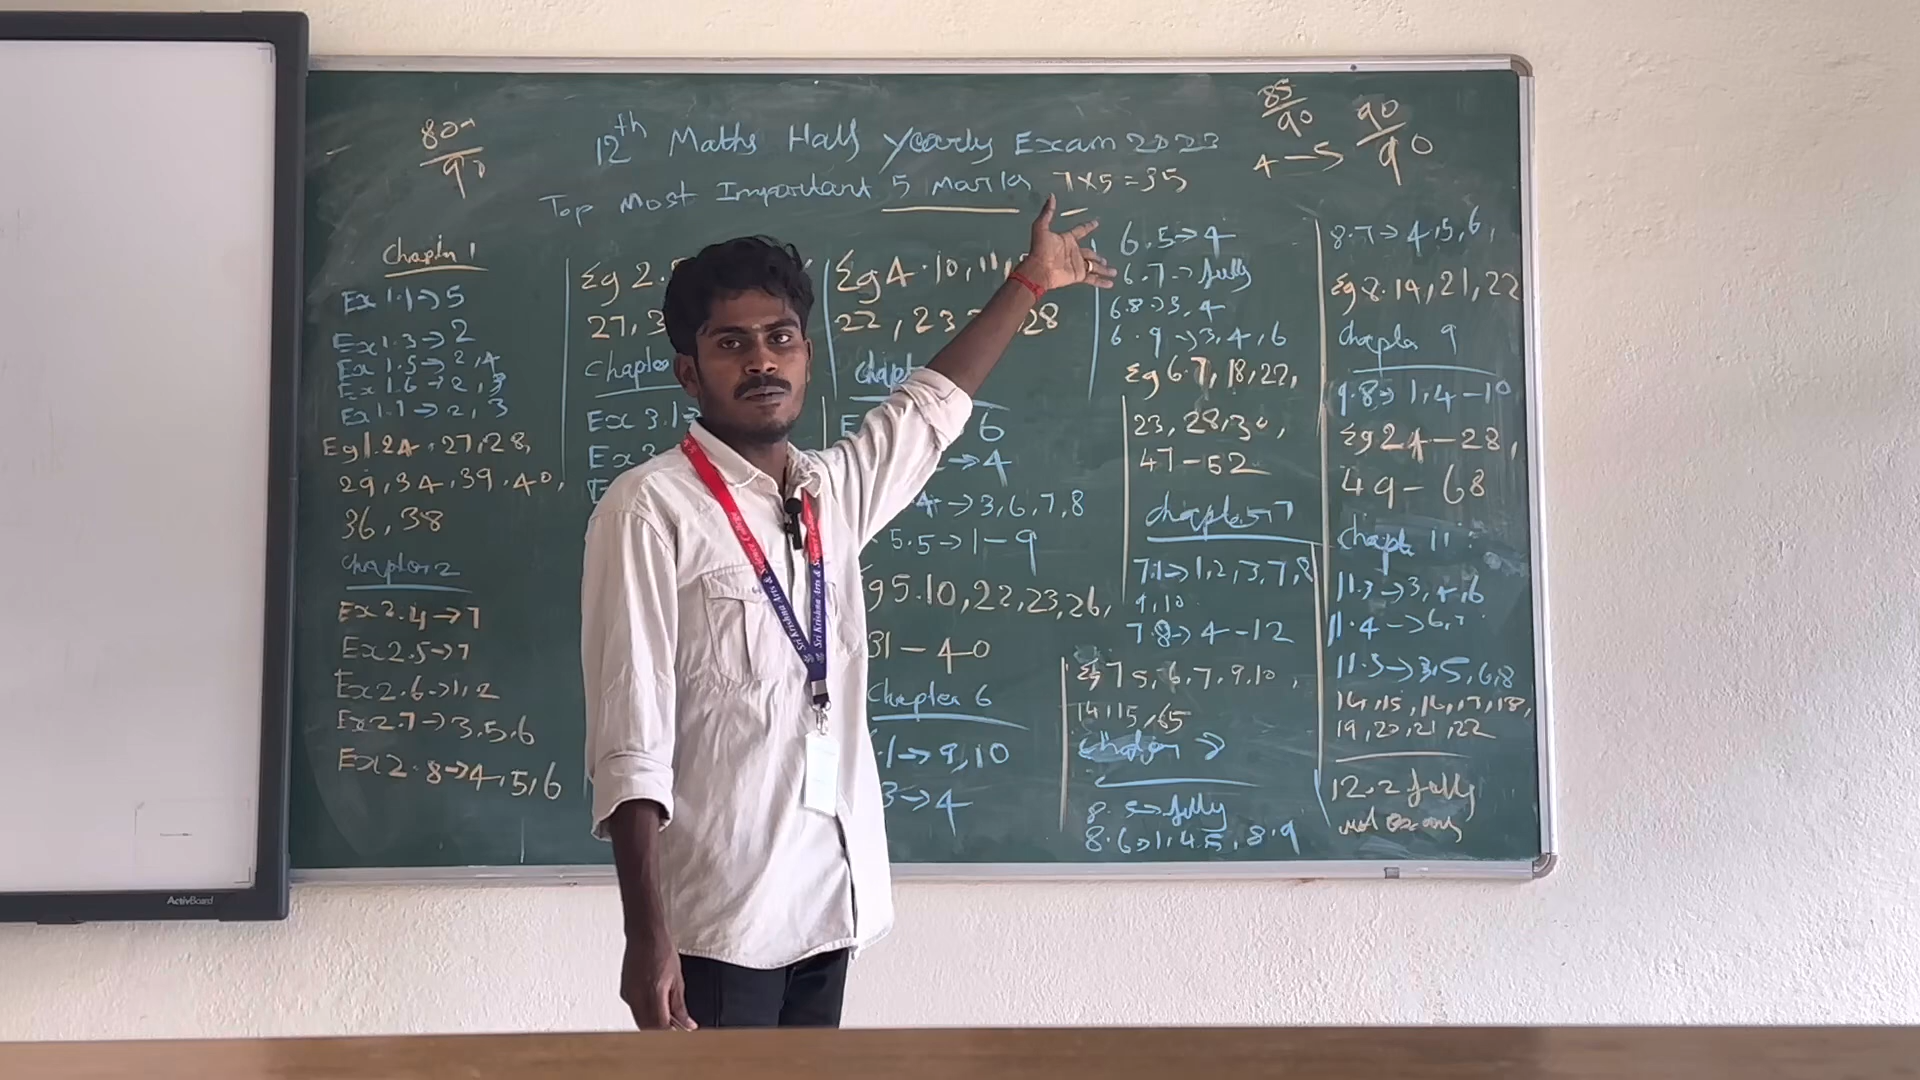 12th Maths Half Yearly Exam 2023
Top Most Important 5 Marks 7x5=35
80
90
85
90
4-5
90
90
Chapter 1
Ex 1.1→5
Ex 1.3→2
Ex 1.5→2,4
Ex 1.6→2,3
Ex 1.7→2,3
Eg 1.24,27,28,
29,34,39,40,
36,38
Chapter 2
Ex 2.4→7
Ex 2.5→7
Ex 2.6→1,2
Ex 2.7→3,5,6
Ex 2.8→4,5,6
Eg 2.
27,
Chapter
Ex 3.1→
Eg 4.10,11,
22,23 28
6
→4
→3,6,7,8
5.5→1-9
g 5.10,22,23,26,
31-40
Chapter 6
.1→9,10
3→4
6.5→4
6.7→fully
6.8→3,4
6.9→3,4,6
Eg 6.7,18,22,
23,28,30,
47-52
Chapter 7
7.1→1,2,3,7,8
9,10
7.8→4-12
Eg 7 5,6,7,9,10,
14,15,65
8.5→fully
8.6→1,4,5,8,9
8.7→4,5,6,
Eg 8.14,21,22
Chapter 9
9.8→1,4-10
Eg 24-28,
49-68
11.3→3,4,6
11.4→6,7
3,5,6,8
19,20,21,22
12.2 fully
Sri Krishna Arts & Science College
ActivBoard